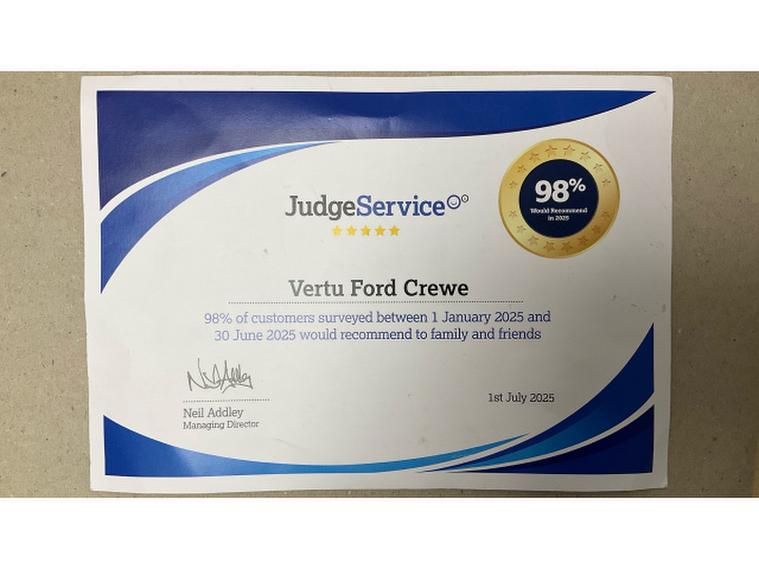 JudgeService
98%
Would Recommend
in 2025
Vertu Ford Crewe
98% of customers surveyed between 1 January 2025 and
30 June 2025 would recommend to family and friends
Neil Addley
Managing Director
1st July 2025